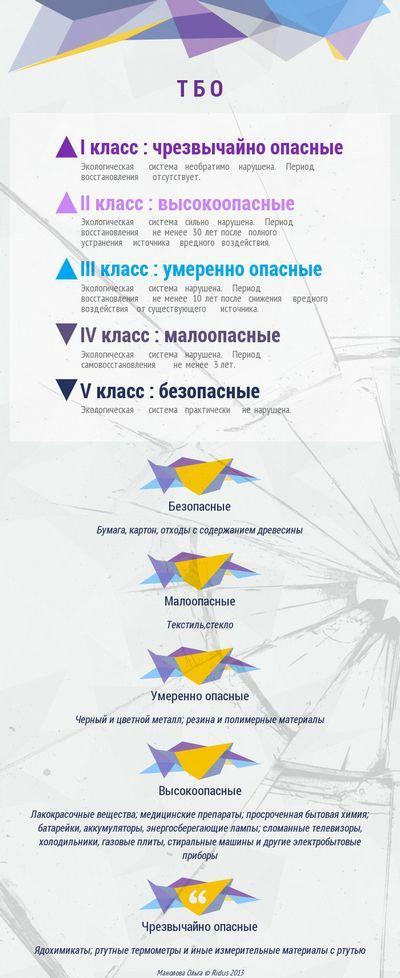 ТБО
I класс : чрезвычайно опасные
Экологическая система необратимо нарушена. Период
восстановления отсутствует.
II класс : высокоопасные
Экологическая система сильно нарушена. Период
восстановления не менее 30 лет после полного
устранения источника вредного воздействия.
III класс : умеренно опасные
Экологическая система нарушена. Период
восстановления не менее 10 лет после снижения вредного
воздействия от существующего источника.
IV класс : малоопасные
Экологическая система нарушена. Период
самовосстановления не менее 3 лет.
V класс : безопасные
Экологическая система практически не нарушена.
Безопасные
Бумага, картон, отходы с содержанием древесины
Малоопасные
Текстиль,стекло
Умеренно опасные
Черный и цветной металл; резина и полимерные материалы
Высокоопасные
Лакокрасочные вещества; медицинские препараты; просроченная бытовая химия;
батарейки, аккумуляторы, энергосберегающие лампы; сломанные телевизоры,
холодильники, газовые плиты, стиральные машины и другие электробытовые
приборы
Чрезвычайно опасные
Ядохимикаты; ртутные термометры и иные измерительные материалы с ртутью
Ольга © Ridus 2013